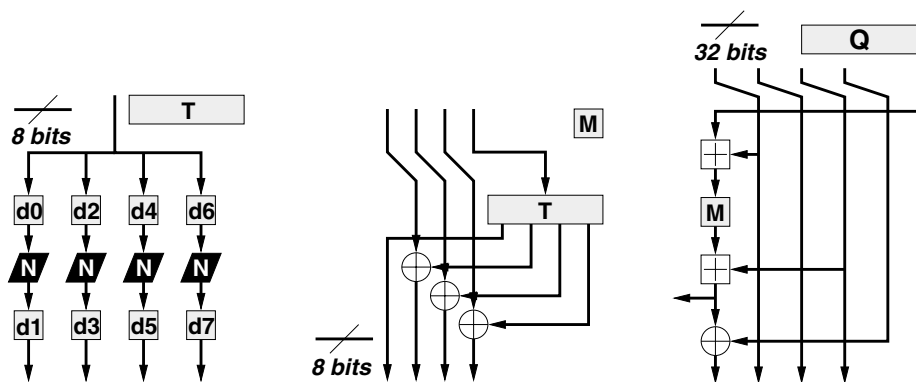 T
8 bits
d0 d2 d4 d6
N N N N
d1 d3 d5 d7
M
T
8 bits
32 bits
Q
M